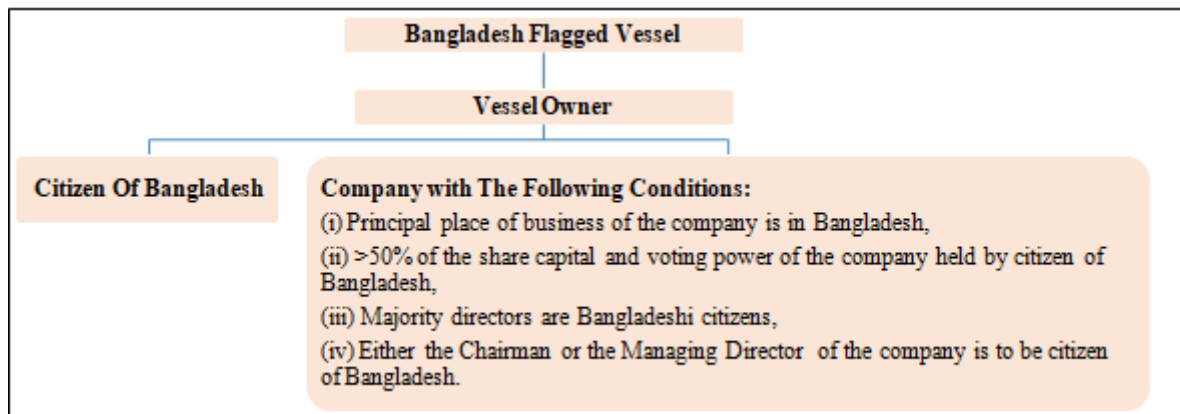 Bangladesh Flagged Vessel
Vessel Owner
Citizen Of Bangladesh
Company with The Following Conditions:
(i) Principal place of business of the company is in Bangladesh,
(ii) >50% of the share capital and voting power of the company held by citizen of
Bangladesh,
(iii) Majority directors are Bangladeshi citizens,
(iv) Either the Chairman or the Managing Director of the company is to be citizen
of Bangladesh.